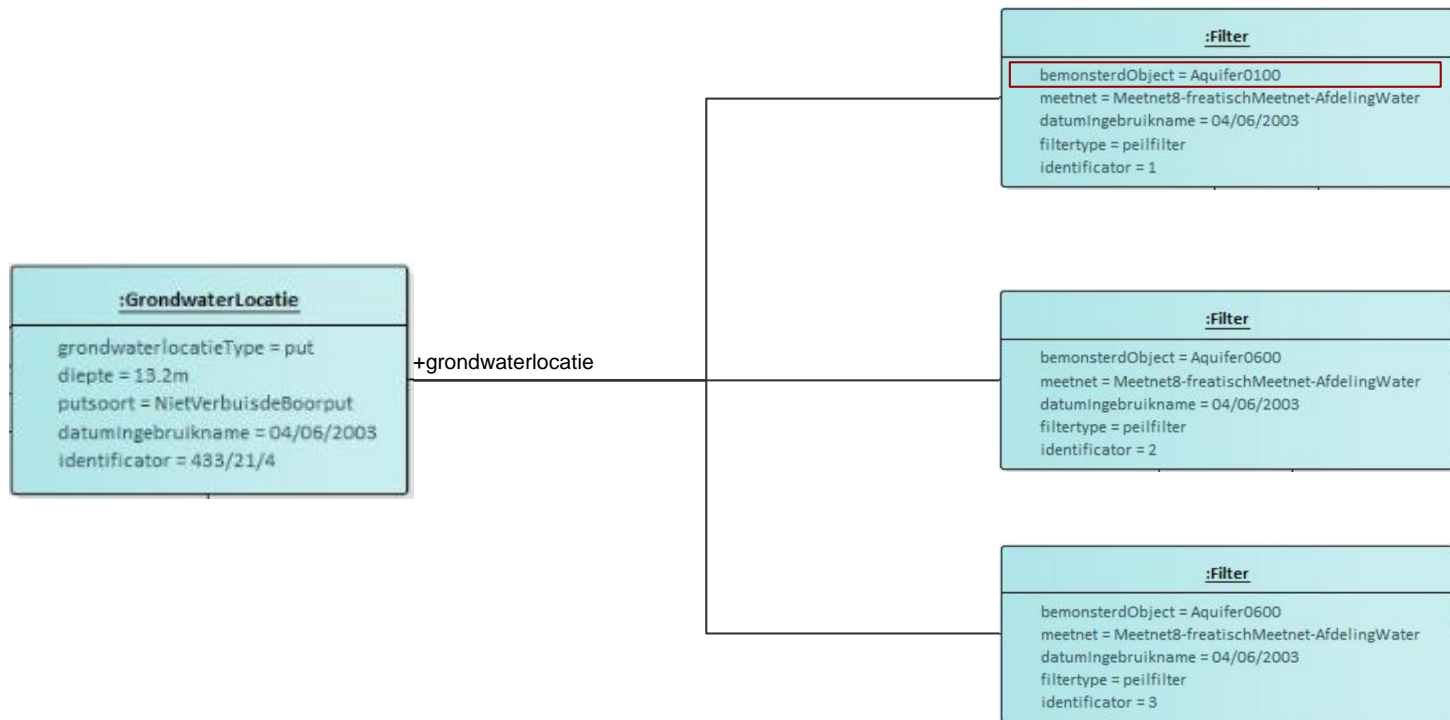 :GrondwaterLocatie
grondwaterlocatieType = put
diepte = 13.2m
putsoort = NietVerbuisdeBoorput
datumIngebruikname = 04/06/2003
identificator = 433/21/4
+grondwaterlocatie
:Filter
bemonsterdObject = Aquifer0100
meetnet = Meetnet8-freatischMeetnet-AfdelingWater
datumIngebruikname = 04/06/2003
filtertype = peilfilter
identificator = 1
:Filter
bemonsterdObject = Aquifer0600
meetnet = Meetnet8-freatischMeetnet-AfdelingWater
datumIngebruikname = 04/06/2003
filtertype = peilfilter
identificator = 2
:Filter
bemonsterdObject = Aquifer0600
meetnet = Meetnet8-freatischMeetnet-AfdelingWater
datumIngebruikname = 04/06/2003
filtertype = peilfilter
identificator = 3